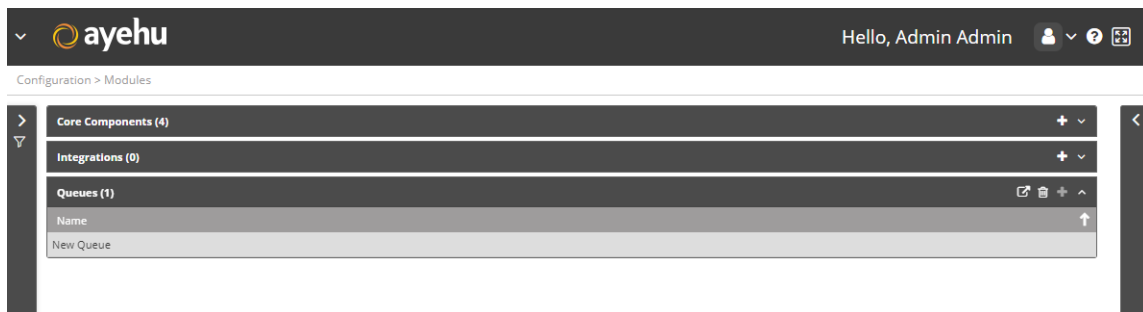 ayehu
Hello, Admin Admin
Configuration > Modules
Core Components (4)
Integrations (0)
Queues (1)
Name
New Queue